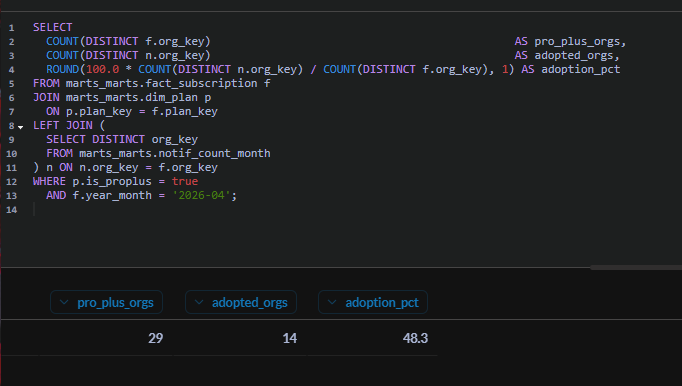 1 SELECT
2 COUNT(DISTINCT f.org_key) AS pro_plus_orgs,
3 COUNT(DISTINCT n.org_key) AS adopted_orgs,
4 ROUND(100.0 * COUNT(DISTINCT n.org_key) / COUNT(DISTINCT f.org_key), 1) AS adoption_pct
5 FROM marts_marts.fact_subscription f
6 JOIN marts_marts.dim_plan p
7 ON p.plan_key = f.plan_key
8 LEFT JOIN (
9 SELECT DISTINCT org_key
10 FROM marts_marts.notif_count_month
11 ) n ON n.org_key = f.org_key
12 WHERE p.is_proplus = true
13 AND f.year_month = '2026-04';
14
pro_plus_orgs adopted_orgs adoption_pct
29 14 48.3